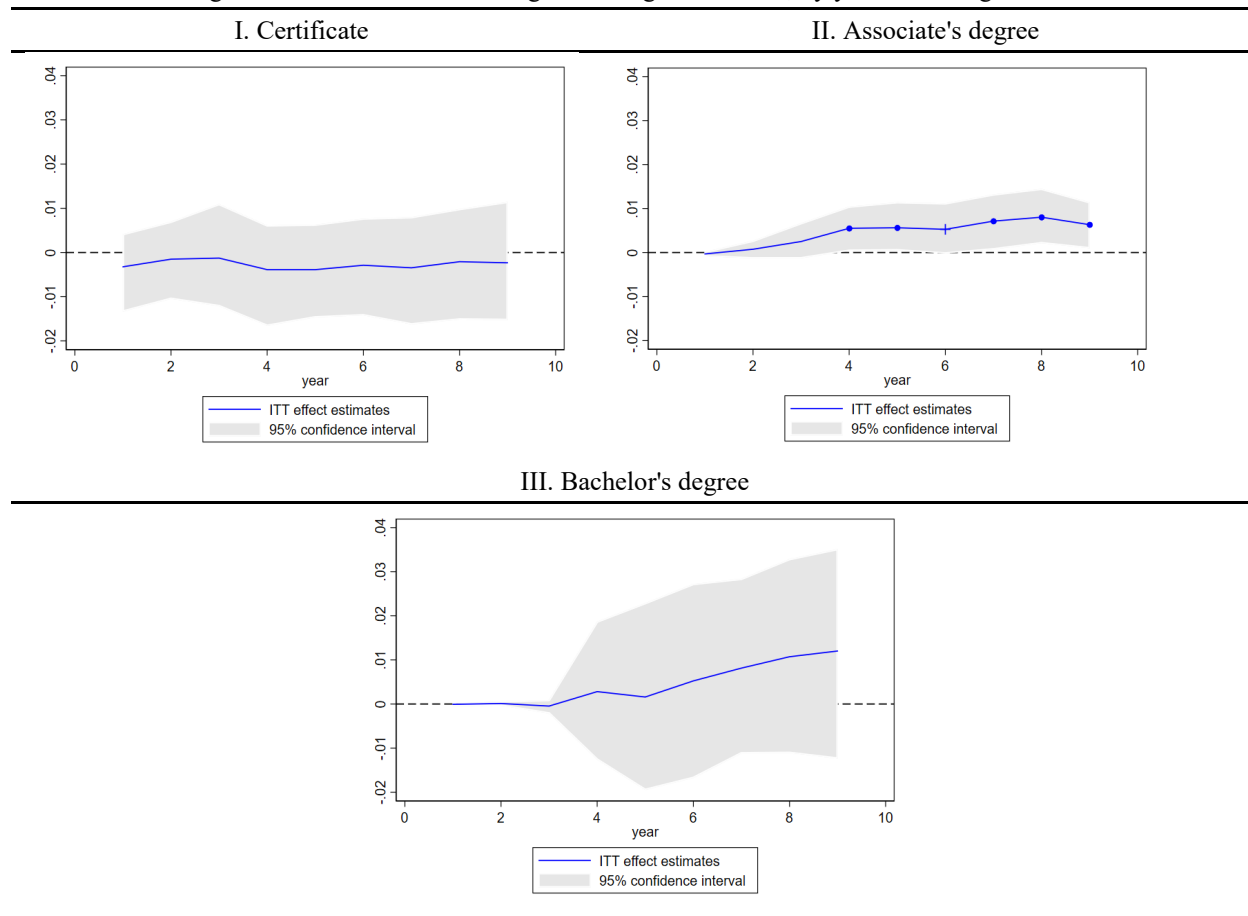 I. Certificate
II. Associate's degree
.04
.03
.02
.01
0
-.01
-.02
0 2 4 6 8 10
year
ITT effect estimates
95% confidence interval
.04
.03
.02
.01
0
-.01
-.02
0 2 4 6 8 10
year
ITT effect estimates
95% confidence interval
III. Bachelor's degree
.04
.03
.02
.01
0
-.01
-.02
0 2 4 6 8 10
year
ITT effect estimates
95% confidence interval